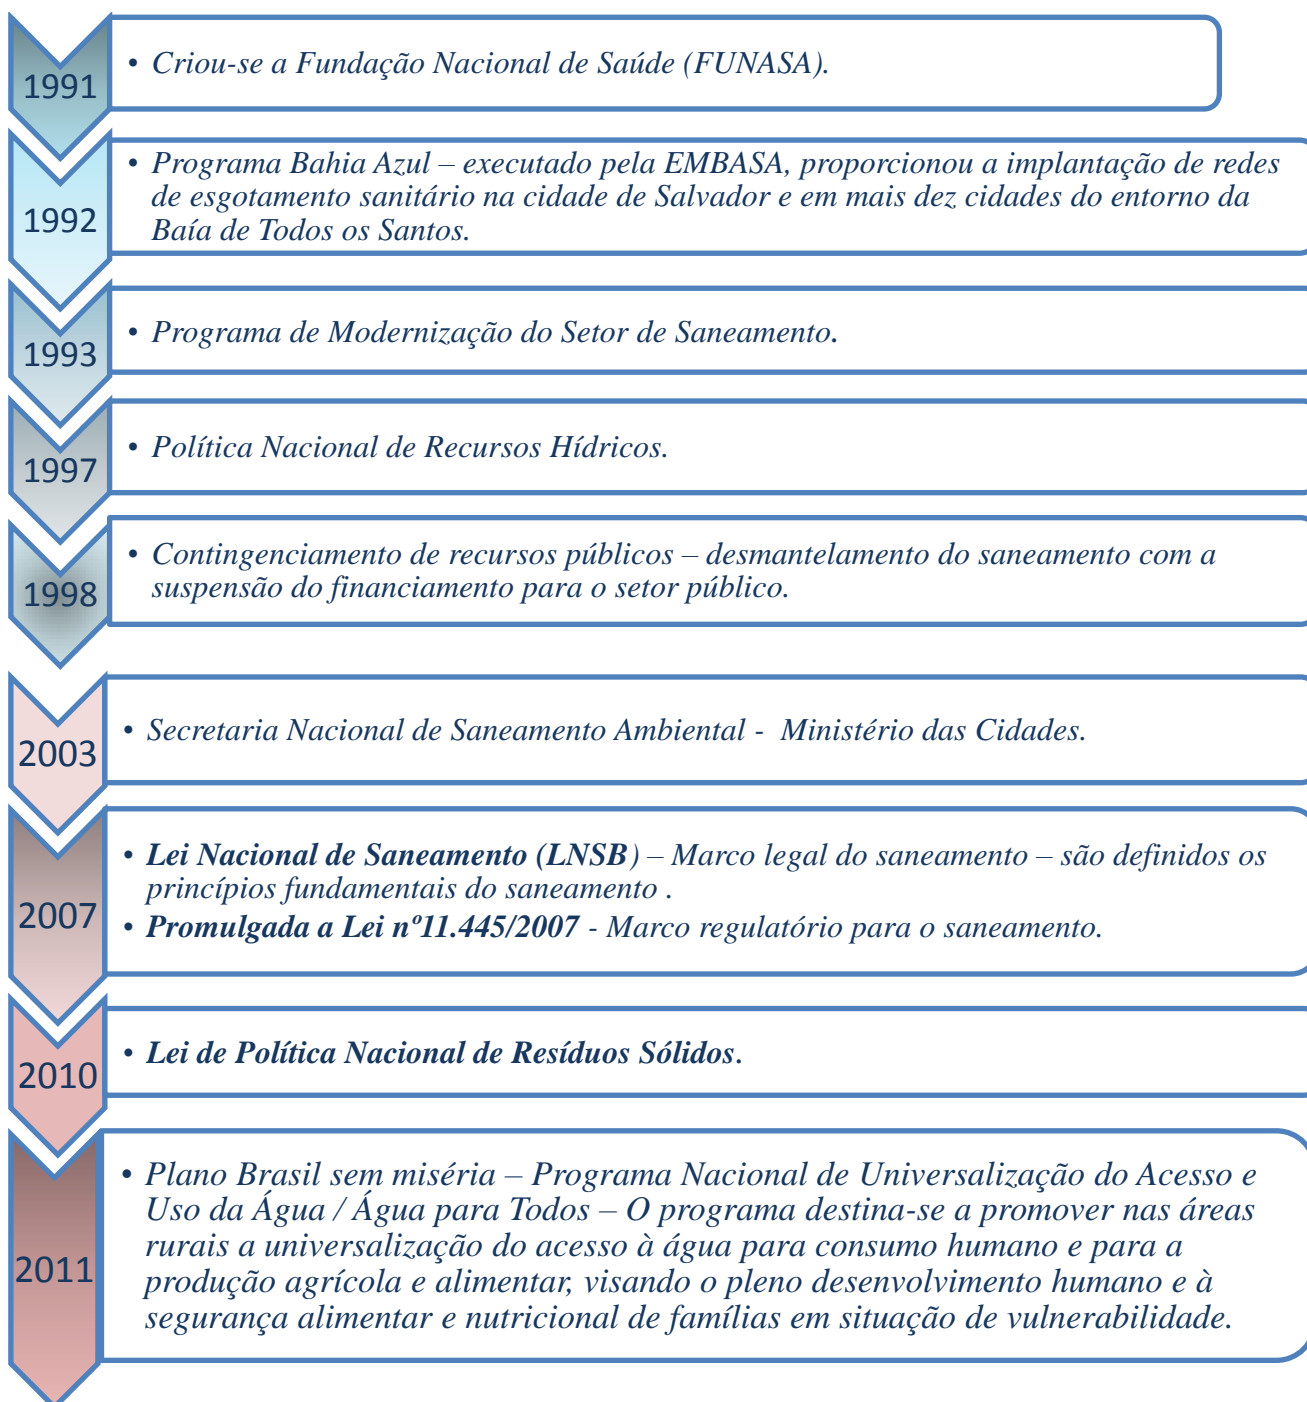 1991
• Criou-se a Fundação Nacional de Saúde (FUNASA).
1992
• Programa Bahia Azul – executado pela EMBASA, proporcionou a implantação de redes
de esgotamento sanitário na cidade de Salvador e em mais dez cidades do entorno da
Baía de Todos os Santos.
1993
• Programa de Modernização do Setor de Saneamento.
1997
• Política Nacional de Recursos Hídricos.
1998
• Contingenciamento de recursos públicos – desmantelamento do saneamento com a
suspensão do financiamento para o setor público.
2003
• Secretaria Nacional de Saneamento Ambiental - Ministério das Cidades.
2007
• Lei Nacional de Saneamento (LNSB) – Marco legal do saneamento – são definidos os
princípios fundamentais do saneamento .
• Promulgada a Lei nº11.445/2007 - Marco regulatório para o saneamento.
2010
• Lei de Política Nacional de Resíduos Sólidos.
2011
• Plano Brasil sem miséria – Programa Nacional de Universalização do Acesso e
Uso da Água / Água para Todos – O programa destina-se a promover nas áreas
rurais a universalização do acesso à água para consumo humano e para a
produção agrícola e alimentar, visando o pleno desenvolvimento humano e à
segurança alimentar e nutricional de famílias em situação de vulnerabilidade.